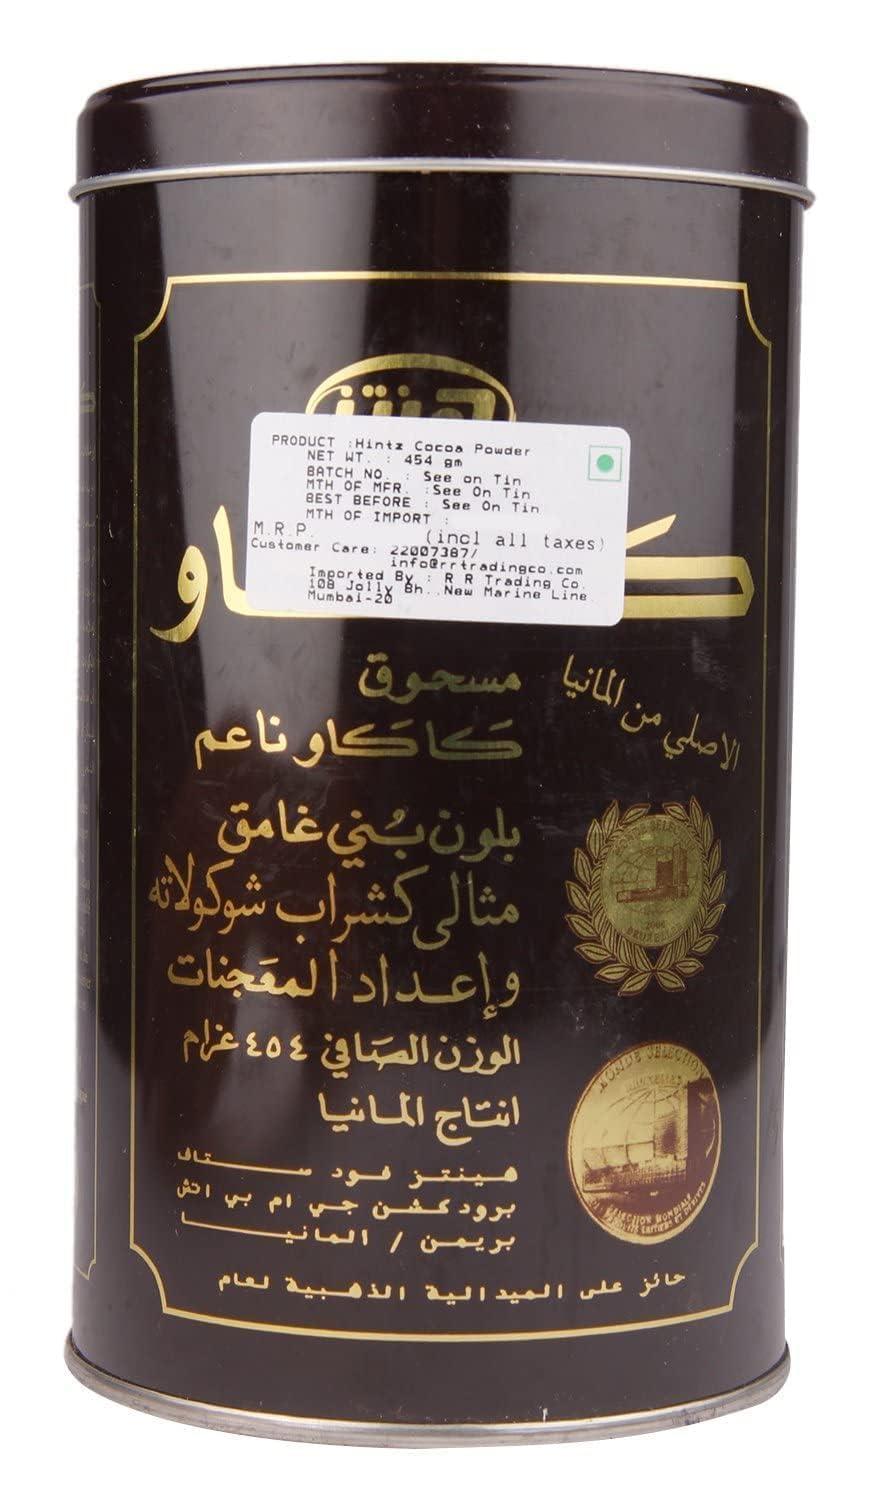 هينتز
PRODUCT :Hintz Cocoa Powder
NET WT. : 454 gm
BATCH NO. : See on Tin
MTH OF MFR. :See On Tin
BEST BEFORE : See On Tin
MTH OF IMPORT :
M.R.P. (incl all taxes)
Customer Care: 22007387/
info@rrtradingco.com
Imported By : R R Trading Co.
108 Jolly Bh..New Marine Line
Mumbai-20
مسحوق
كاكاو ناعم
الاصلي من المانيا
بلون بُني غامق
مثالى كشراب شوكولاته
وإعداد المعجنات
الوزن الصافي ٤٥٤ غرام
انتاج المانيا
MONDE SELECTION
هينتز فود ستاف
برودكشن جي ام بي اتش
بريمن / المانيا
حائز على الميدالية الذهبية لعام